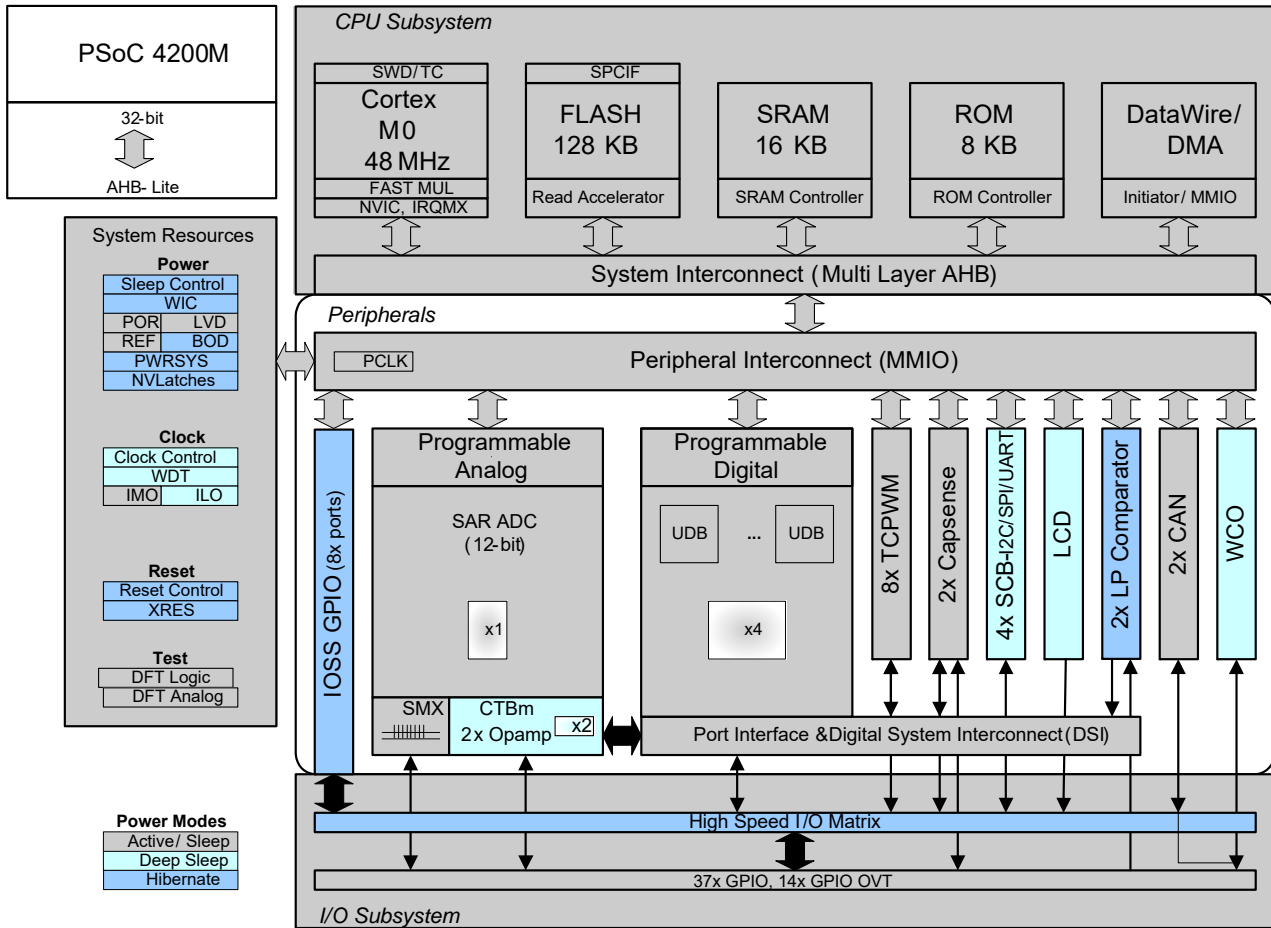 CPU Subsystem
PSoC 4200M
32-bit
AHB- Lite
SWD/TC
Cortex
M0
48 MHz
FAST MUL
NVIC, IRQMX
SPCIF
FLASH
128 KB
Read Accelerator
SRAM
16 KB
SRAM Controller
ROM
8 KB
ROM Controller
DataWire/
DMA
Initiator/ MMIO
System Interconnect (Multi Layer AHB)
System Resources
Power
Sleep Control
WIC
POR LVD
REF BOD
PWRSYS
NVLatches
Clock
Clock Control
WDT
IMO ILO
Reset
Reset Control
XRES
Test
DFT Logic
DFT Analog
Peripherals
PCLK
Peripheral Interconnect (MMIO)
IOSS GPIO (8x ports)
Programmable
Analog
SAR ADC
(12-bit)
x1
SMX
CTBm
2x Opamp
x2
Programmable
Digital
UDB ... UDB
x4
8x TCPWM
2x Capsense
4x SCB-I2C/SPI/UART
LCD
2x LP Comparator
2x CAN
WCO
Port Interface &Digital System Interconnect(DSI)
Power Modes
Active/ Sleep
Deep Sleep
Hibernate
High Speed I/O Matrix
37x GPIO, 14x GPIO OVT
I/O Subsystem